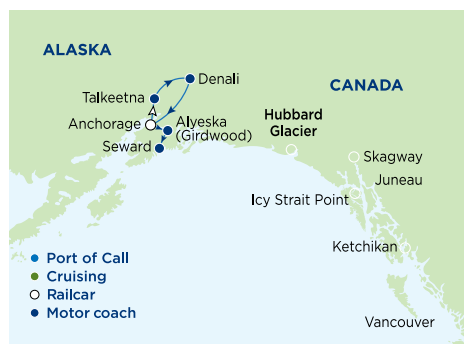 ALASKA
Denali
CANADA
Talkeetna
Anchorage
Alyeska
(Girdwood)
Seward
Hubbard
Glacier
Skagway
Juneau
Icy Strait Point
Ketchikan
Port of Call
Cruising
Railcar
Motor coach
Vancouver